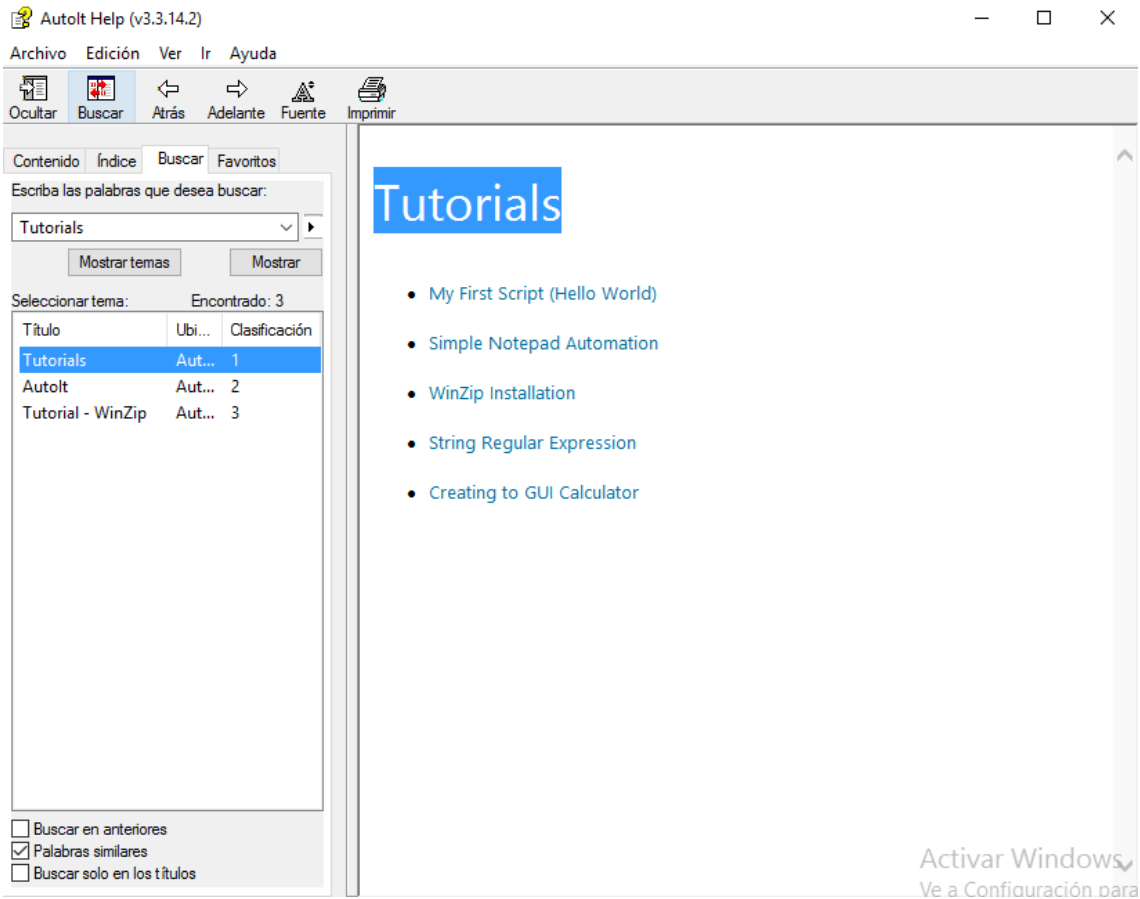 AutoIt Help (v3.3.14.2)
Archivo Edición Ver Ir Ayuda
Ocultar Buscar Atrás Adelante Fuente Imprimir
Contenido Índice Buscar Favoritos
Escriba las palabras que desea buscar:
Tutorials
Mostrar temas Mostrar
Seleccionar tema: Encontrado: 3
Título Ubi... Clasificación
Tutorials Aut... 1
AutoIt Aut... 2
Tutorial - WinZip Aut... 3
Buscar en anteriores
Palabras similares
Buscar solo en los títulos
Tutorials
My First Script (Hello World)
Simple Notepad Automation
WinZip Installation
String Regular Expression
Creating to GUI Calculator
Activar Windows
Ve a Configuración para